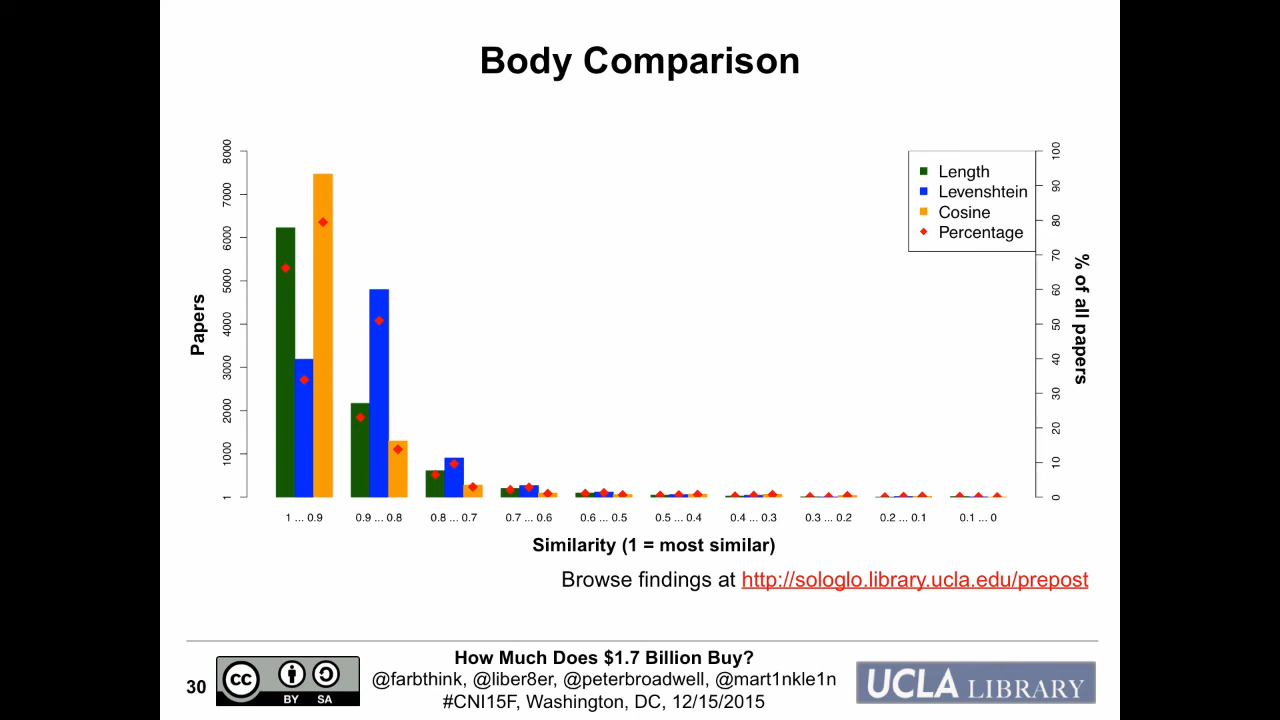 Body Comparison
8000
7000
6000
5000
4000
3000
2000
1000
1
Papers
Length
Levenshtein
Cosine
Percentage
100
90
80
70
60
50
40
30
20
10
0
% of all papers
1 ... 0.9
0.9 ... 0.8
0.8 ... 0.7
0.7 ... 0.6
0.6 ... 0.5
0.5 ... 0.4
0.4 ... 0.3
0.3 ... 0.2
0.2 ... 0.1
0.1 ... 0
Similarity (1 = most similar)
Browse findings at http://sologlo.library.ucla.edu/prepost
30
cc
BY SA
How Much Does $1.7 Billion Buy?
@farbthink, @liber8er, @peterbroadwell, @mart1nkle1n
#CNI15F, Washington, DC, 12/15/2015
UCLA LIBRARY